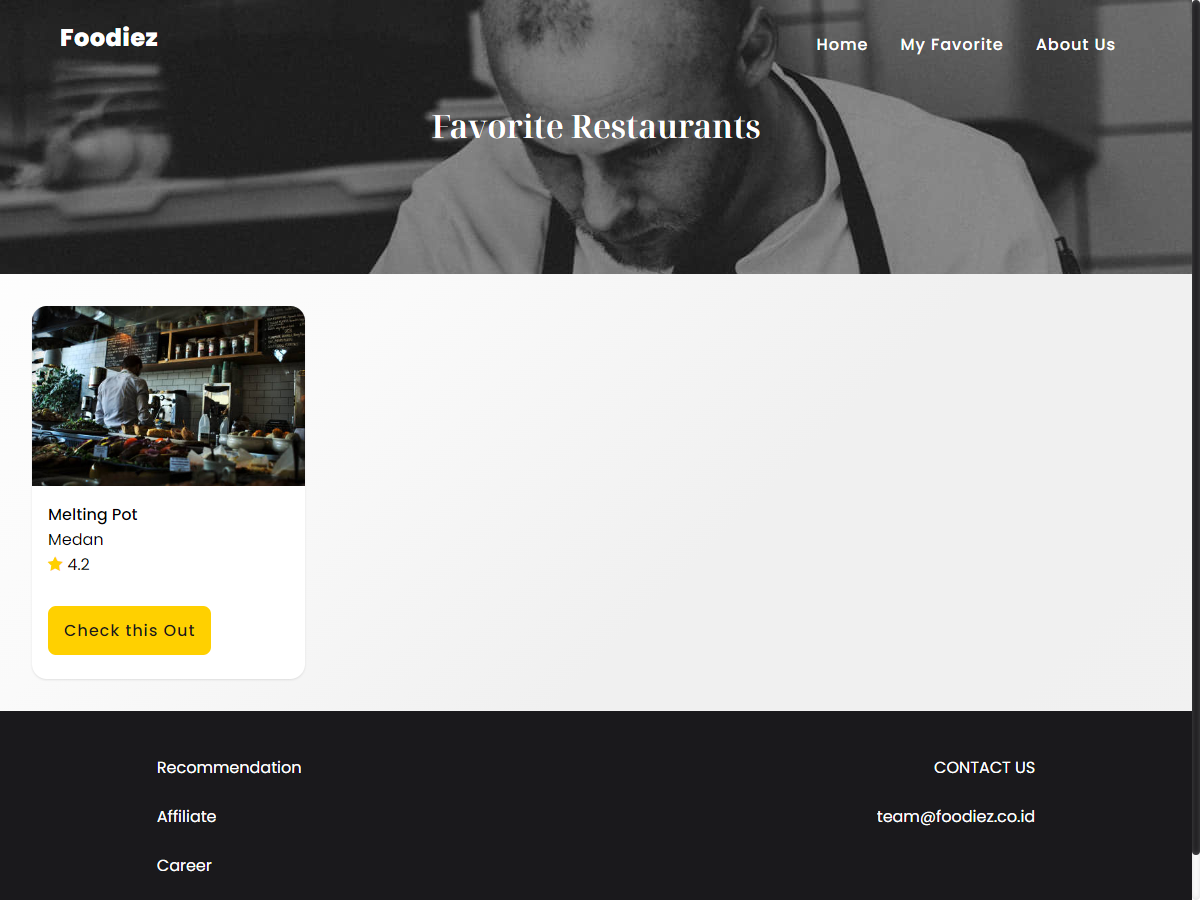 Foodiez
Home
My Favorite
About Us
Favorite Restaurants
Melting Pot
Medan
4.2
Check this Out
Recommendation
Affiliate
Career
CONTACT US
team@foodiez.co.id